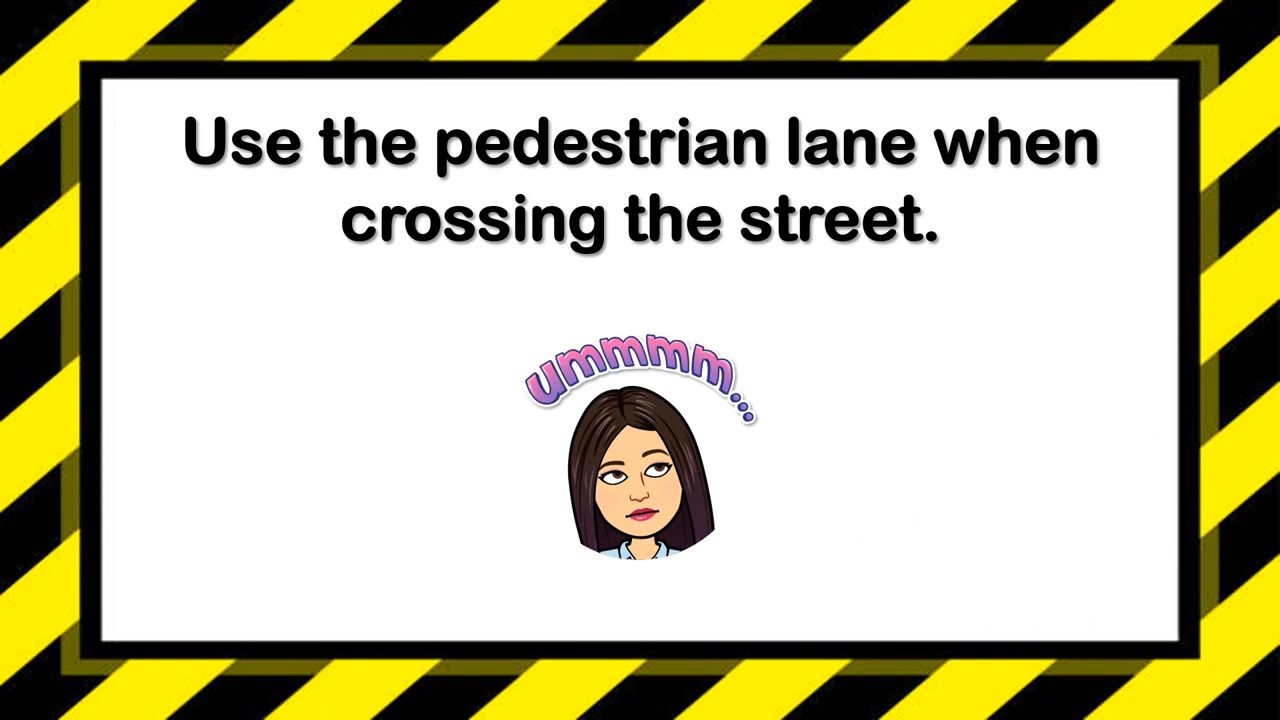 Use the pedestrian lane when
crossing the street.
ummmm...